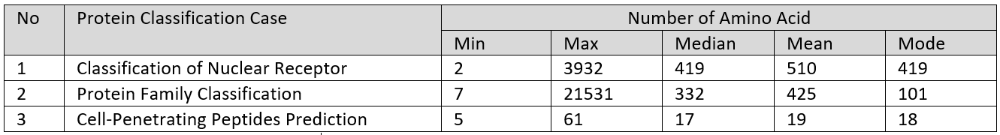 No Protein Classification Case Number of Amino Acid
Min Max Median Mean Mode
1 Classification of Nuclear Receptor 2 3932 419 510 419
2 Protein Family Classification 7 21531 332 425 101
3 Cell-Penetrating Peptides Prediction 5 61 17 19 18